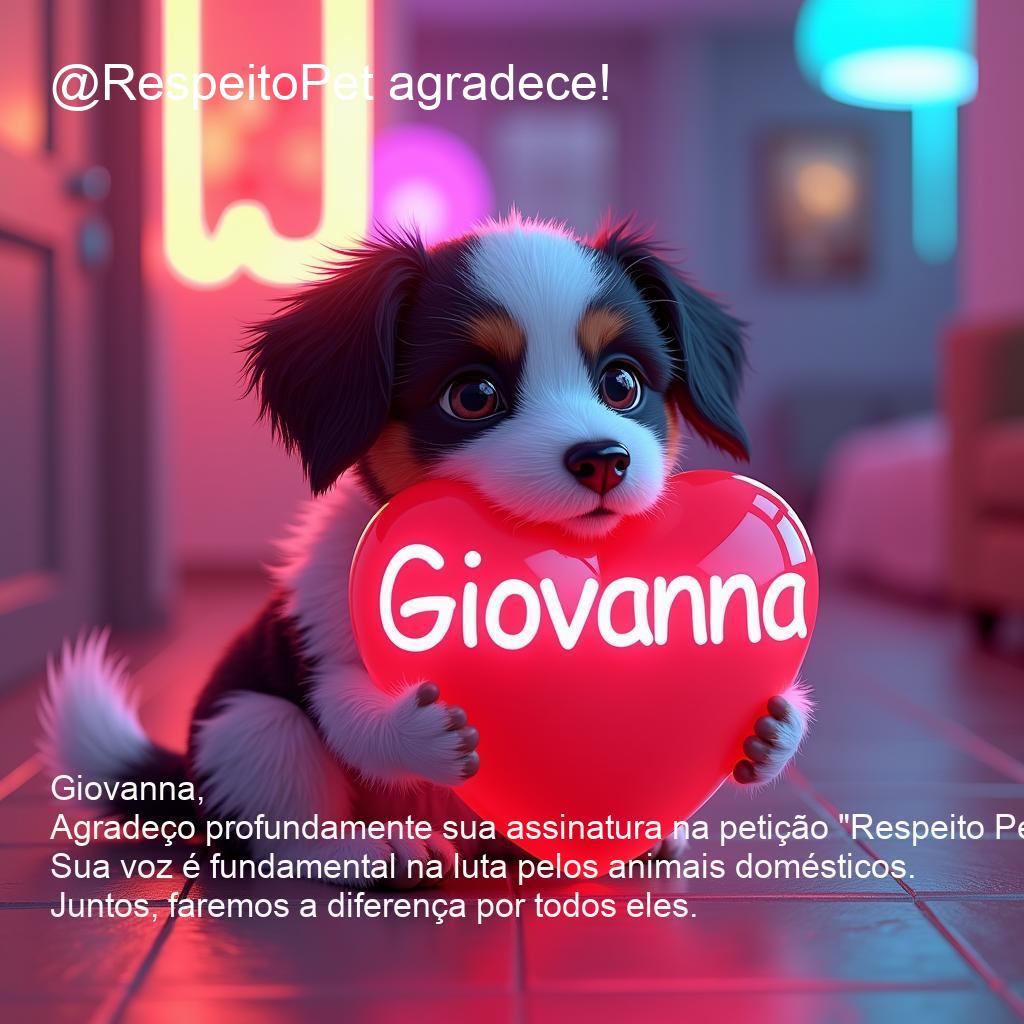 @RespeitoPet agradece!
Giovanna
Giovanna,
Agradeço profundamente sua assinatura na petição "Respeito Pe
Sua voz é fundamental na luta pelos animais domésticos.
Juntos, faremos a diferença por todos eles.